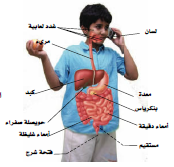 غدد لعابية
لسان
مريء
كبد
معدة
بنكرياس
حويصلة صفراء
أمعاء دقيقة
أمعاء غليظة
مستقيم
فتحة شرج